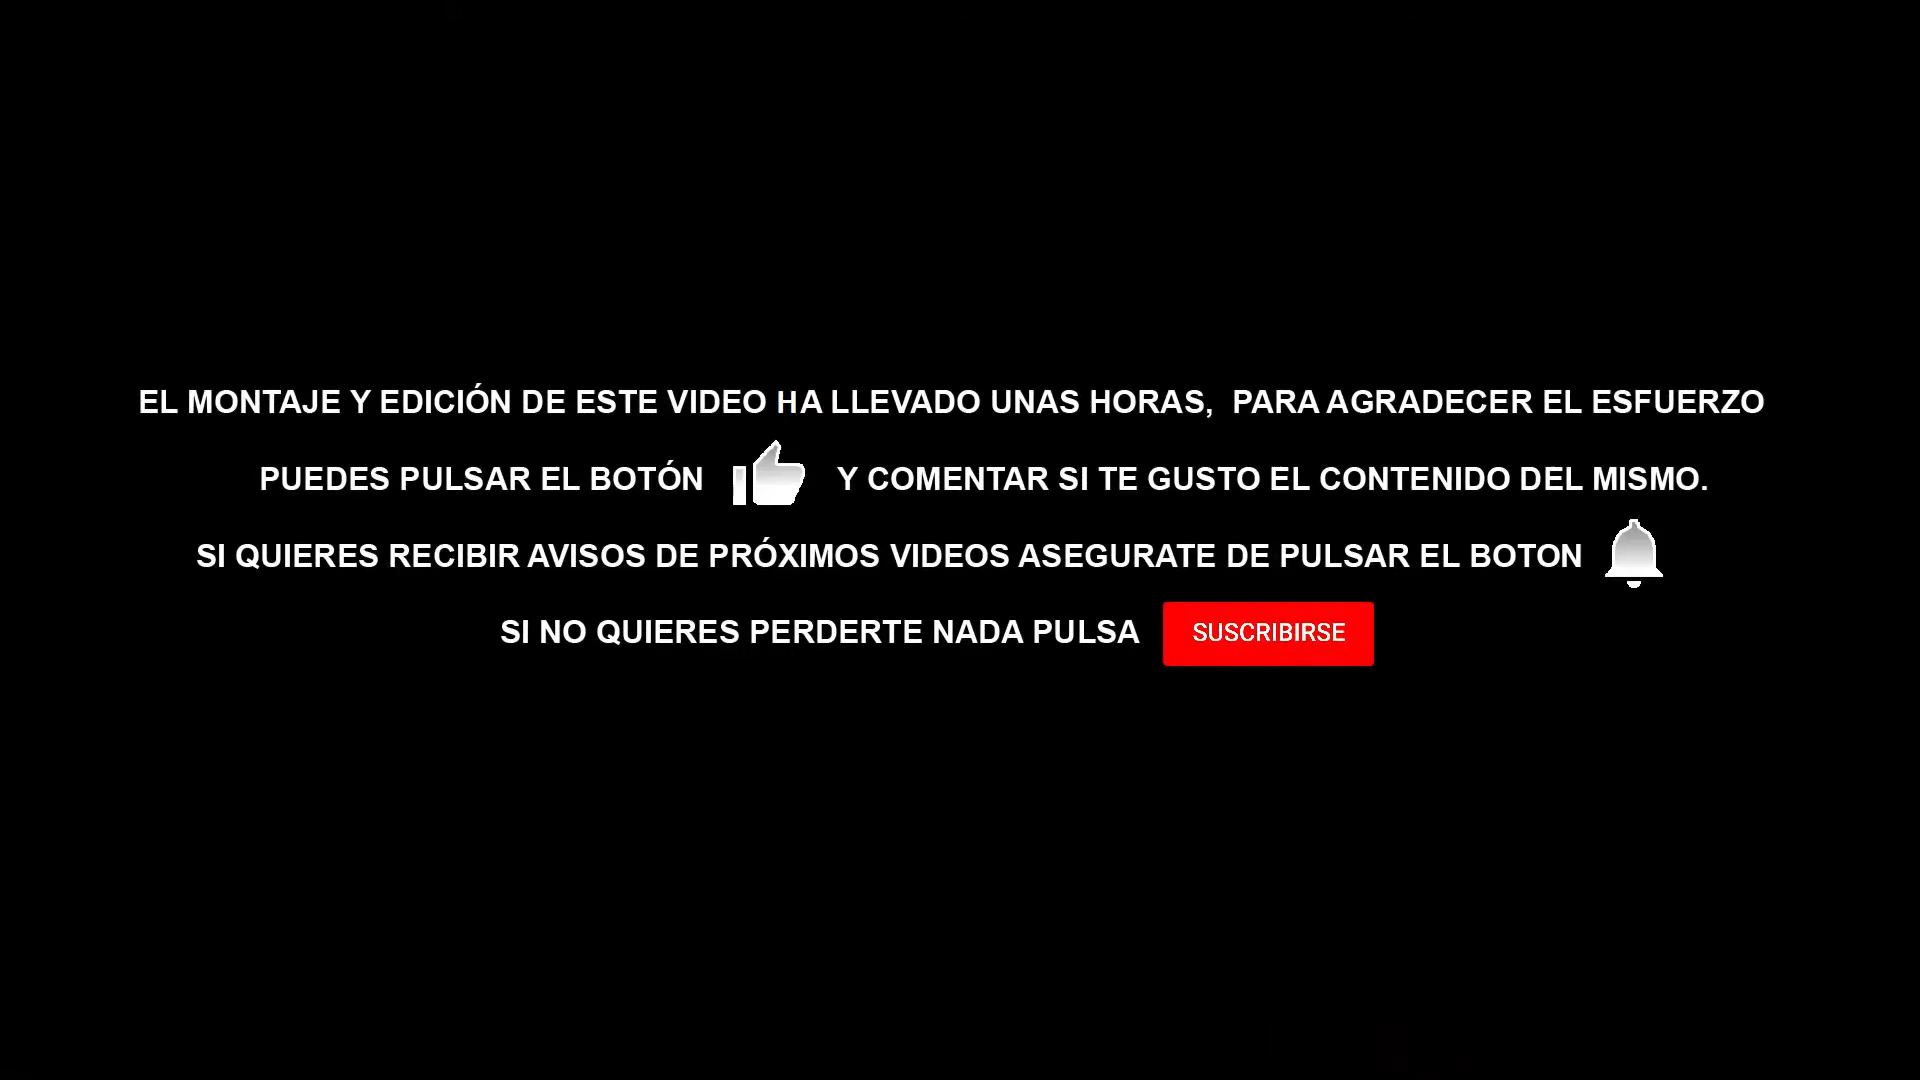 EL MONTAJE Y EDICIÓN DE ESTE VIDEO HA LLEVADO UNAS HORAS, PARA AGRADECER EL ESFUERZO
PUEDES PULSAR EL BOTÓN Y COMENTAR SI TE GUSTO EL CONTENIDO DEL MISMO.
SI QUIERES RECIBIR AVISOS DE PRÓXIMOS VIDEOS ASEGURATE DE PULSAR EL BOTON
SI NO QUIERES PERDERTE NADA PULSA SUSCRIBIRSE